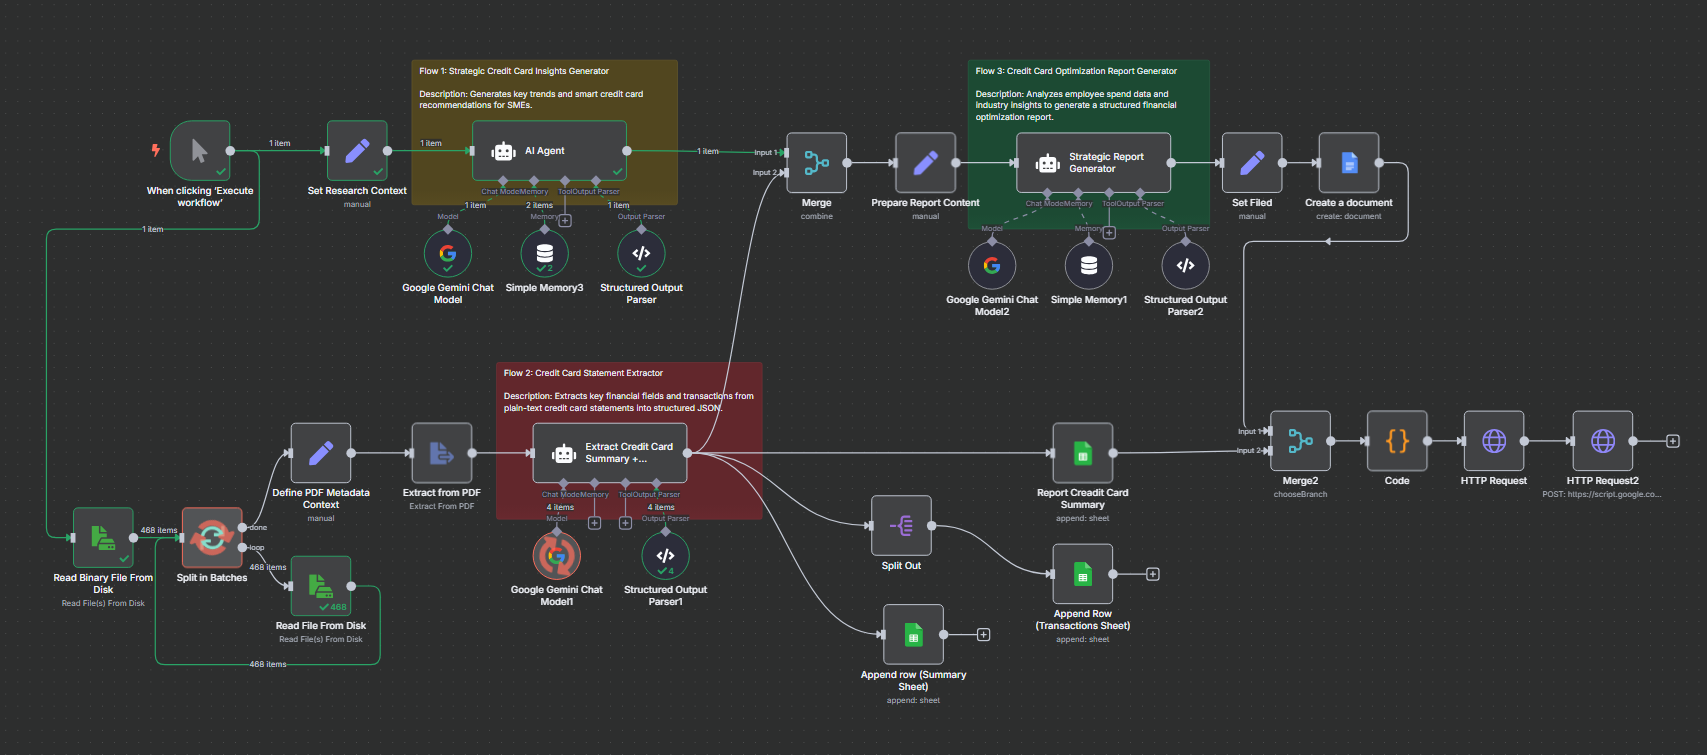 Flow 1: Strategic Credit Card Insights Generator
Description: Generates key trends and smart credit card
recommendations for SMEs.
Flow 3: Credit Card Optimization Report Generator
Description: Analyzes employee spend data and
industry insights to generate a structured financial
optimization report.
1 item
1 item
AI Agent
1 item
Input 1
Input 2
Strategic Report
Generator
When clicking ‘Execute
workflow’
Set Research Context
manual
Chat Model
Memory
Tool
Output Parser
1 item
2 items
1 item
Model
Memory
Output Parser
Merge
combine
Prepare Report Content
manual
Chat Model
Memory
Tool
Output Parser
Model
Memory
Output Parser
Set Filed
manual
Create a document
create: document
1 item
2
Google Gemini Chat
Model
Simple Memory3
Structured Output
Parser
Google Gemini Chat
Model2
Simple Memory1
Structured Output
Parser2
Flow 2: Credit Card Statement Extractor
Description: Extracts key financial fields and transactions from
plain-text credit card statements into structured JSON.
Extract Credit Card
Summary +...
Input 1
Input 2
Define PDF Metadata
Context
manual
Extract from PDF
Extract From PDF
Chat Model
Memory
Tool
Output Parser
4 items
4 items
Model
Output Parser
Report Creadit Card
Summary
append: sheet
Merge2
chooseBranch
Code
HTTP Request
HTTP Request2
POST: https://script.google.co...
468 items
done
loop
468 items
Read Binary File From
Disk
Read File(s) From Disk
Split in Batches
468
Read File From Disk
Read File(s) From Disk
468 items
4
Google Gemini Chat
Model1
Structured Output
Parser1
Split Out
Append Row
(Transactions Sheet)
append: sheet
Append row (Summary
Sheet)
append: sheet